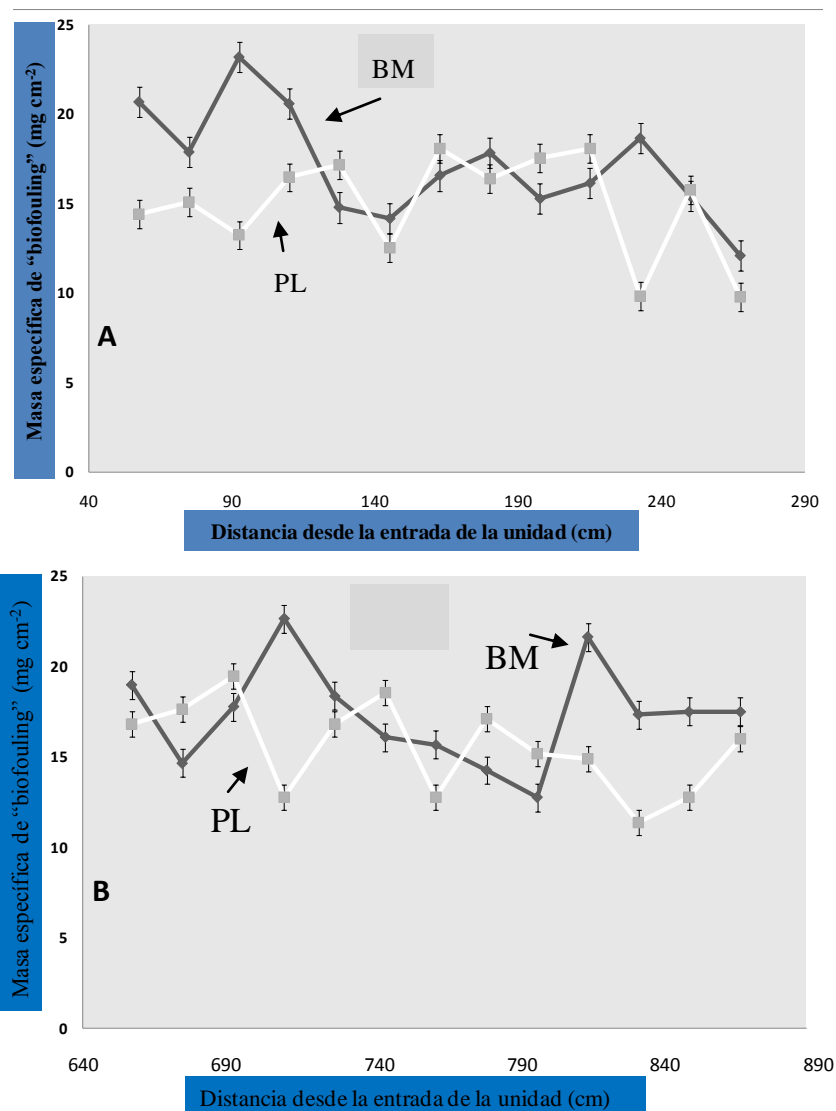 Masa específica de “biofouling” (mg cm-2)
25
20
15
10
5
0
BM
PL
A
40 90 140 190 240 290
Distancia desde la entrada de la unidad (cm)
Masa específica de “biofouling” (mg cm-2)
25
20
15
10
5
0
BM
PL
B
640 690 740 790 840 890
Distancia desde la entrada de la unidad (cm)